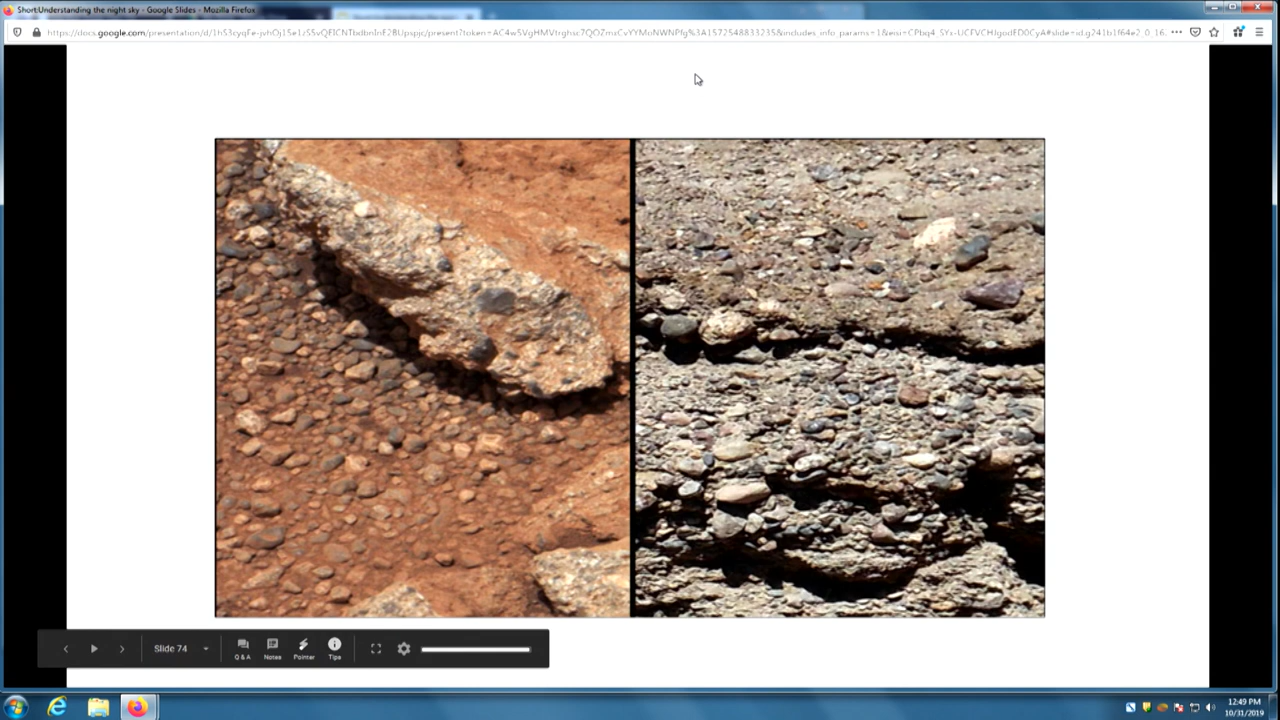 Short:Understanding the night sky - Google Slides - Mozilla Firefox
Slide 74
Q & A
Notes
Pointer
Tips
12:49 PM
10/31/2019